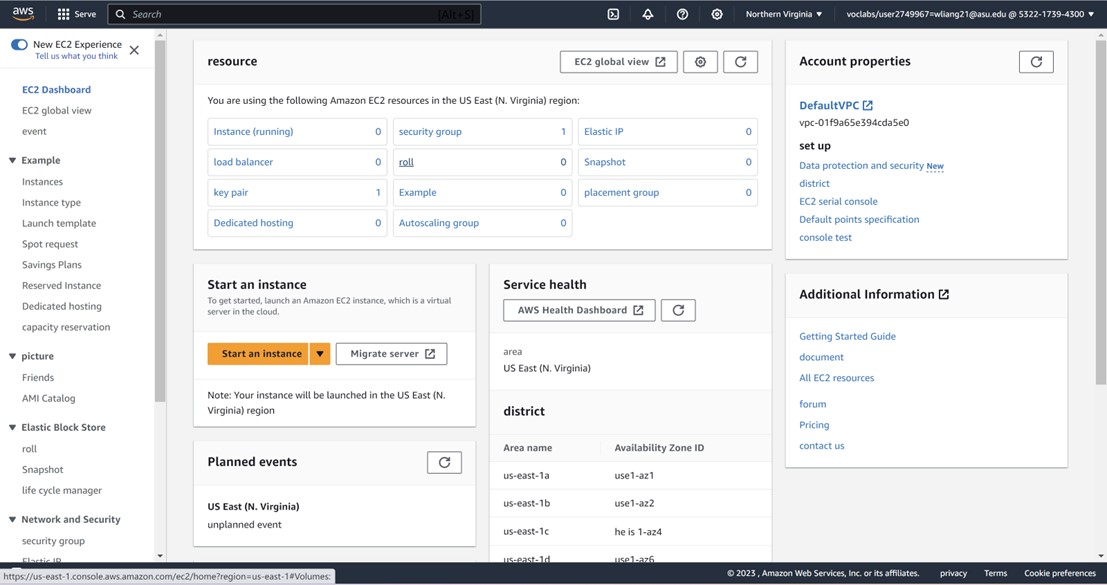 aws
Serve
Search
[Alt+S]
Northern Virginia
voclabs/user2749967=wliang21@asu.edu @ 5322-1739-4300
New EC2 Experience
Tell us what you think
EC2 Dashboard
EC2 global view
event
Example
Instances
Instance type
Launch template
Spot request
Savings Plans
Reserved Instance
Dedicated hosting
capacity reservation
picture
Friends
AMI Catalog
Elastic Block Store
roll
Snapshot
life cycle manager
Network and Security
security group
Elastic IP
resource
EC2 global view
You are using the following Amazon EC2 resources in the US East (N. Virginia) region:
Instance (running) 0
security group 1
Elastic IP 0
load balancer 0
roll 0
Snapshot 0
key pair 1
Example 0
placement group 0
Dedicated hosting 0
Autoscaling group 0
Start an instance
To get started, launch an Amazon EC2 instance, which is a virtual
server in the cloud.
Start an instance
Migrate server
Note: Your instance will be launched in the US East (N.
Virginia) region
Planned events
US East (N. Virginia)
unplanned event
Service health
AWS Health Dashboard
area
US East (N. Virginia)
district
Area name Availability Zone ID
us-east-1a use1-az1
us-east-1b use1-az2
us-east-1c he is 1-az4
us-east-1d use1-az6
Account properties
DefaultVPC
vpc-01f9a65e394cda5e0
set up
Data protection and security New
district
EC2 serial console
Default points specification
console test
Additional Information
Getting Started Guide
document
All EC2 resources
forum
Pricing
contact us
https://us-east-1.console.aws.amazon.com/ec2/home?region=us-east-1#Volumes:
© 2023 , Amazon Web Services, Inc. or its affiliates.
privacy
Terms
Cookie preferences